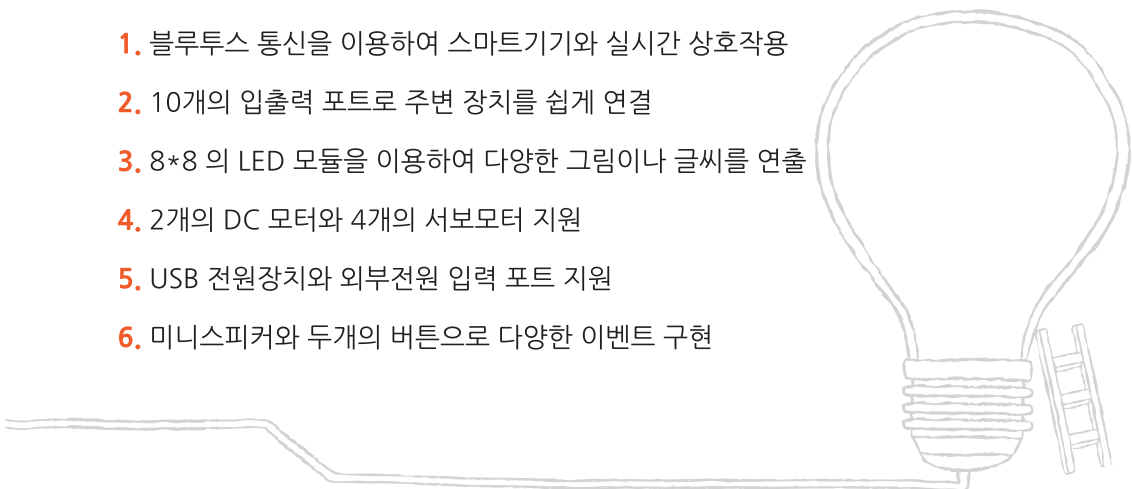 1. 블루투스 통신을 이용하여 스마트기기와 실시간 상호작용
2. 10개의 입출력 포트로 주변 장치를 쉽게 연결
3. 8*8 의 LED 모듈을 이용하여 다양한 그림이나 글씨를 연출
4. 2개의 DC 모터와 4개의 서보모터 지원
5. USB 전원장치와 외부전원 입력 포트 지원
6. 미니스피커와 두개의 버튼으로 다양한 이벤트 구현